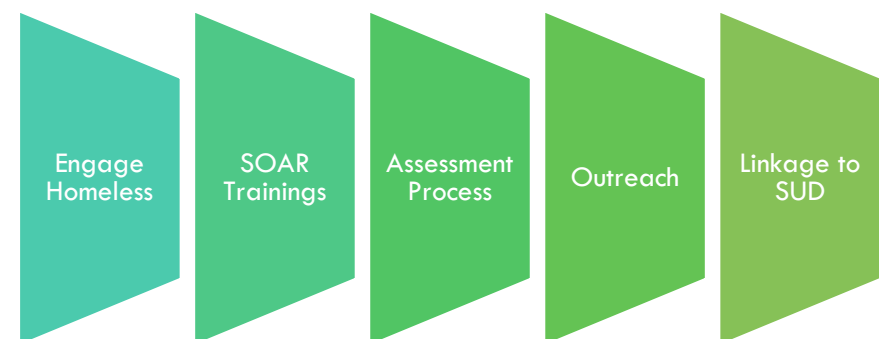 Engage
Homeless
SOAR
Trainings
Assessment
Process
Outreach
Linkage to
SUD